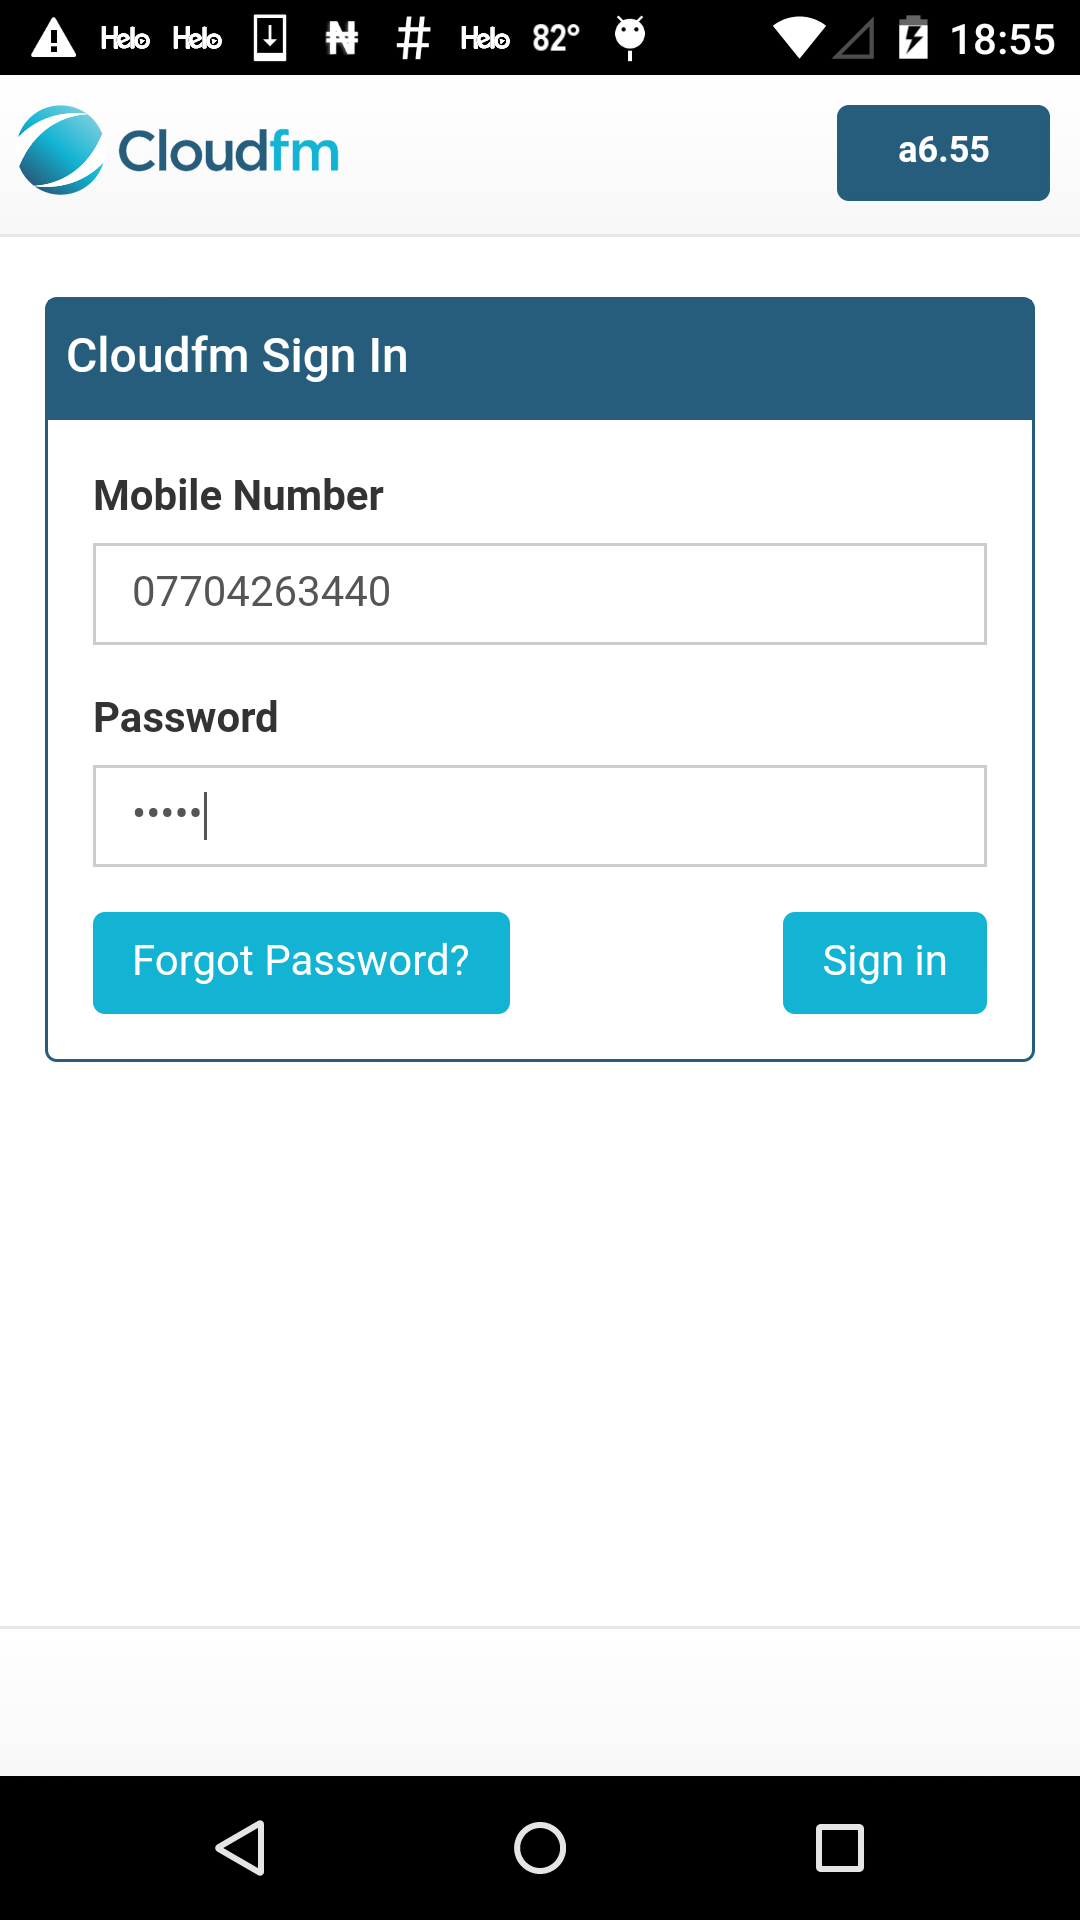 Helo Helo # Helo 82° 18:55
Cloudfm a6.55
Cloudfm Sign In
Mobile Number
07704263440
Password
•••••
Forgot Password? Sign in